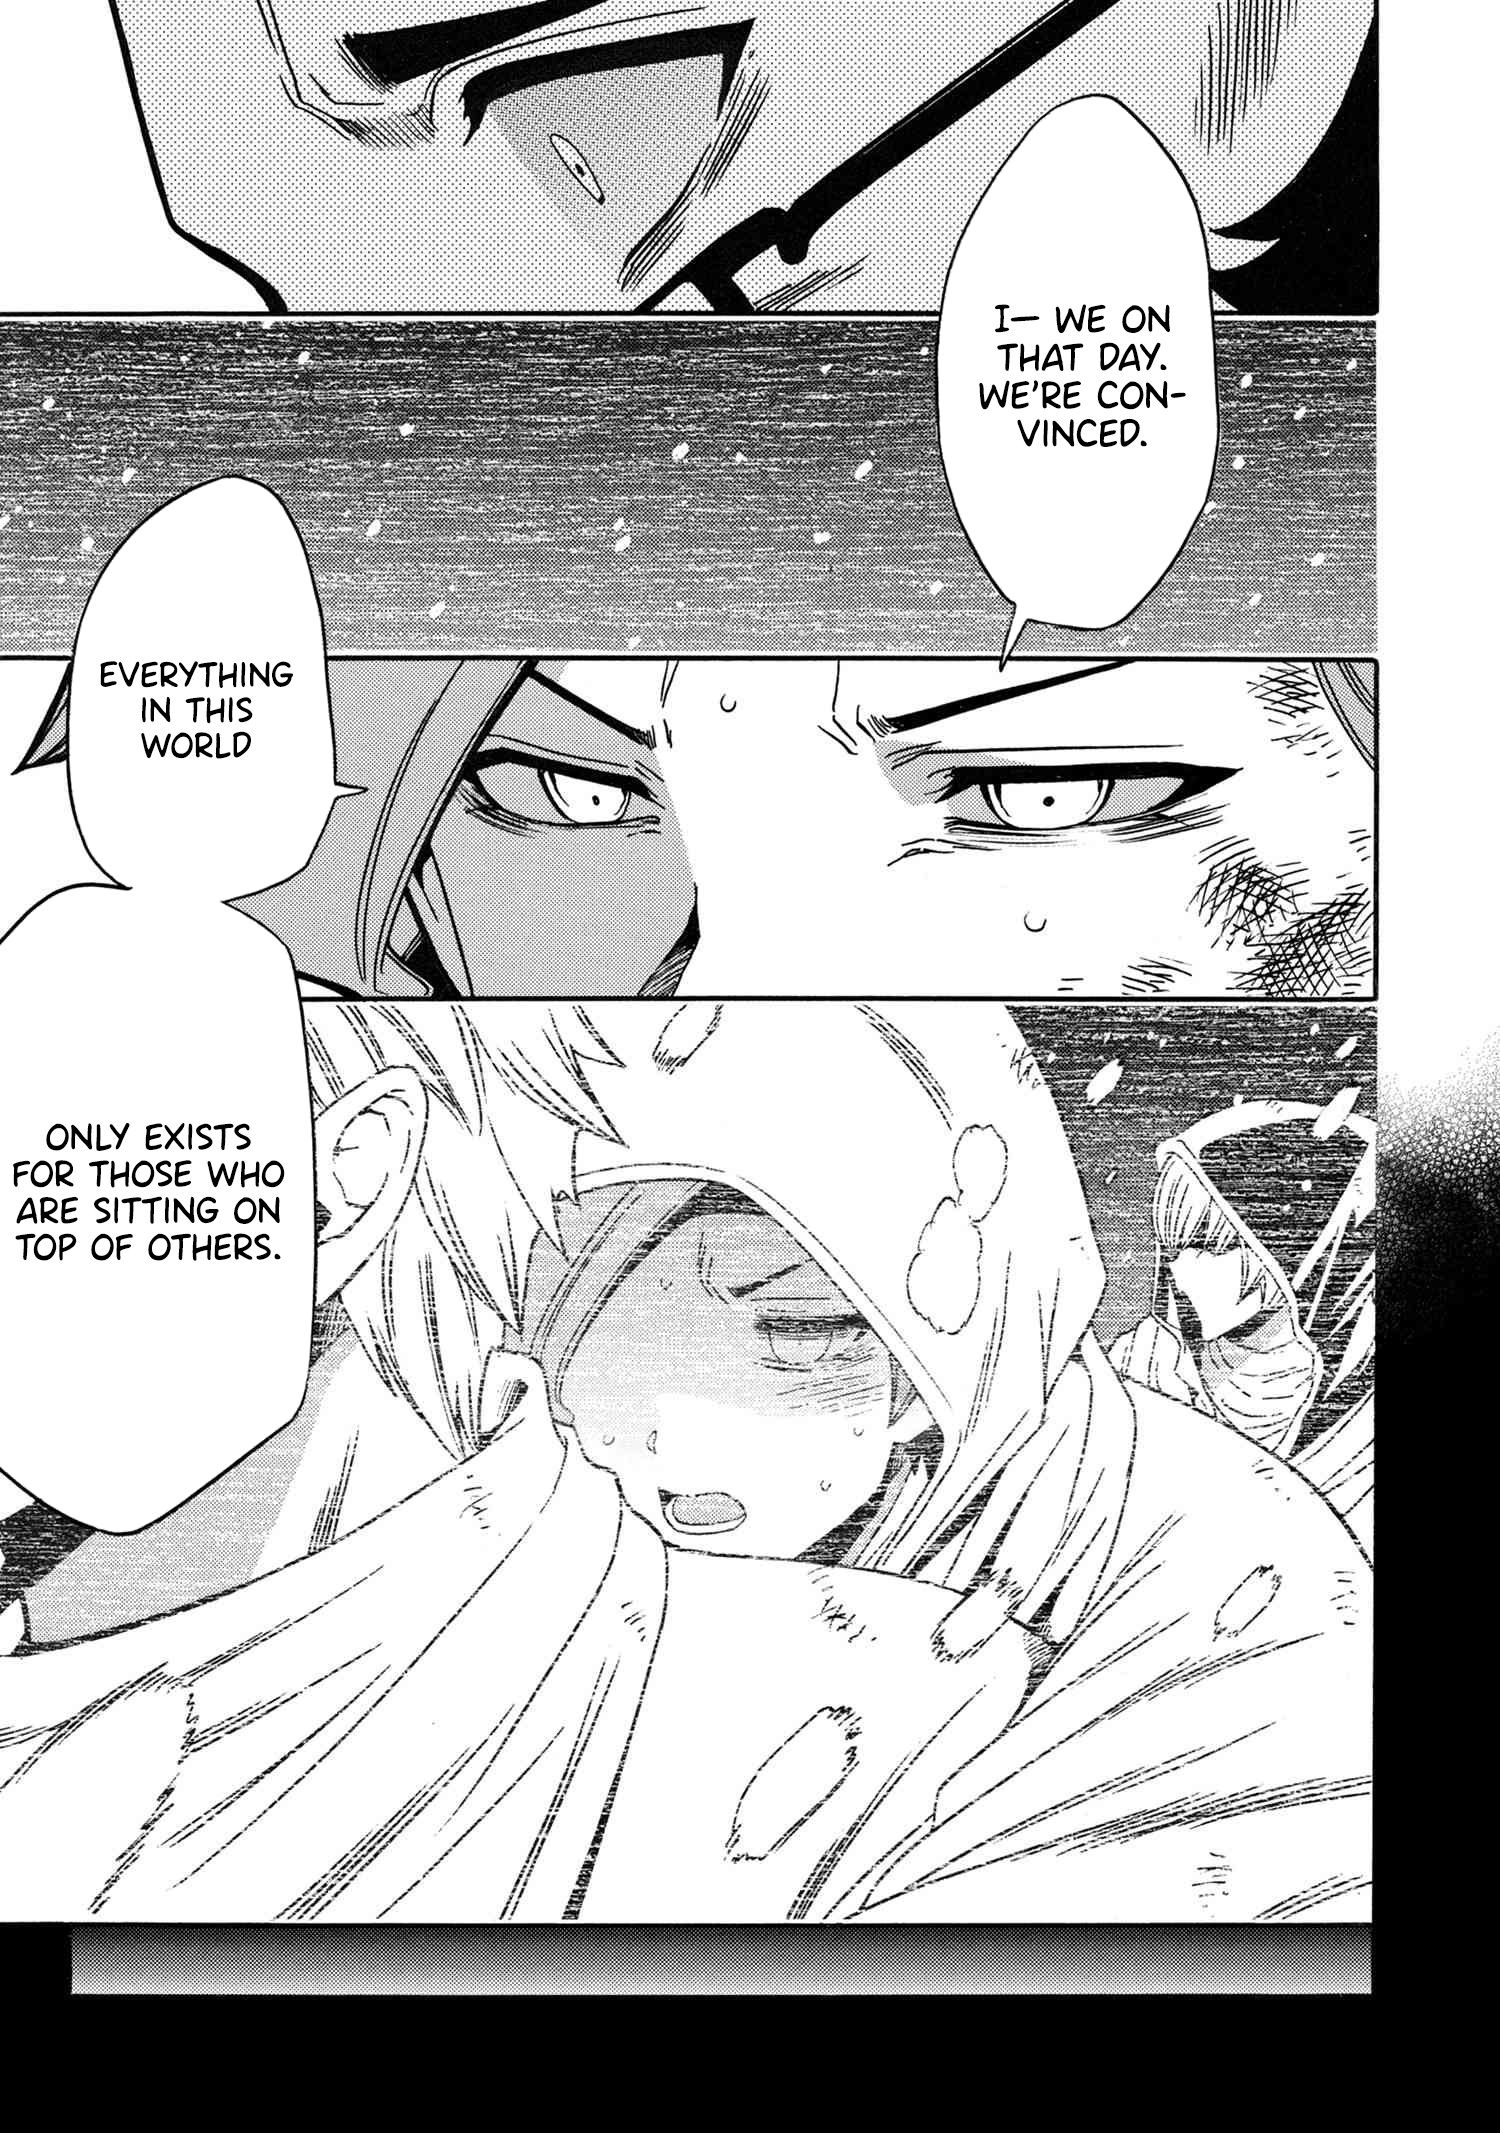 I— WE ON
THAT DAY.
WE'RE CON-
VINCED.
EVERYTHING
IN THIS
WORLD
ONLY EXISTS
FOR THOSE WHO
ARE SITTING ON
TOP OF OTHERS.